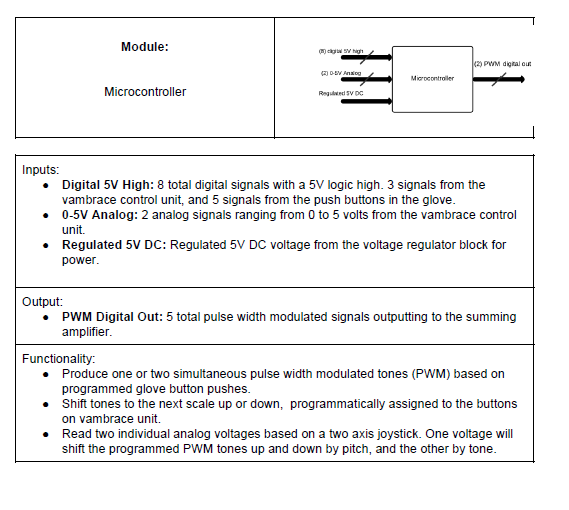 Module:
Microcontroller
(8) digital 5V high
(2) 0-5V Analog
Regulated 5V DC
Microcontroller
(2) PWM digital out
Inputs:
● Digital 5V High: 8 total digital signals with a 5V logic high. 3 signals from the
vambrace control unit, and 5 signals from the push buttons in the glove.
● 0-5V Analog: 2 analog signals ranging from 0 to 5 volts from the vambrace control
unit.
● Regulated 5V DC: Regulated 5V DC voltage from the voltage regulator block for
power.
Output:
● PWM Digital Out: 5 total pulse width modulated signals outputting to the summing
amplifier.
Functionality:
● Produce one or two simultaneous pulse width modulated tones (PWM) based on
programmed glove button pushes.
● Shift tones to the next scale up or down, programmatically assigned to the buttons
on vambrace unit.
● Read two individual analog voltages based on a two axis joystick. One voltage will
shift the programmed PWM tones up and down by pitch, and the other by tone.